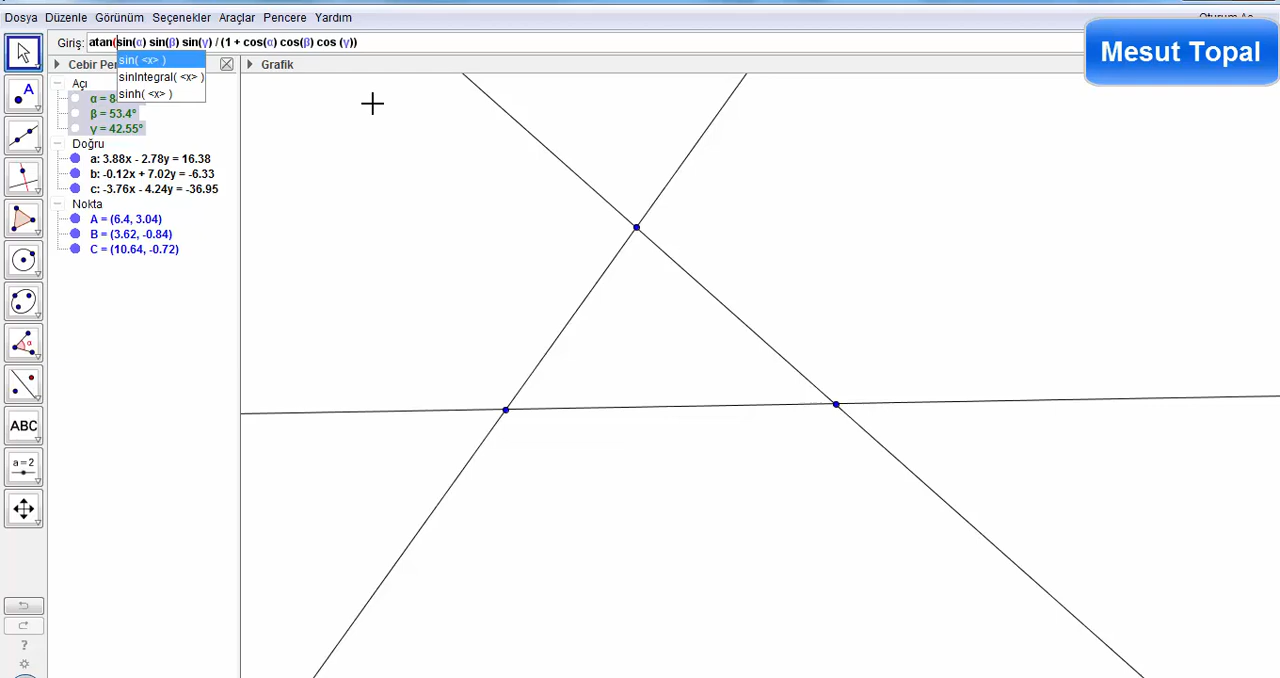 Dosya Düzenle Görünüm Seçenekler Araçlar Pencere Yardım
Mesut Topal
Giriş: atan(sin(α) sin(β) sin(γ) / (1 + cos(α) cos(β) cos (γ))
sin( <x> )
sinIntegral( <x> )
sinh( <x> )
Grafik
Açı
α = 8
β = 53.4°
γ = 42.55°
Doğru
a: 3.88x - 2.78y = 16.38
b: -0.12x + 7.02y = -6.33
c: -3.76x - 4.24y = -36.95
Nokta
A = (6.4, 3.04)
B = (3.62, -0.84)
C = (10.64, -0.72)
A
α
ABC
a = 2
?